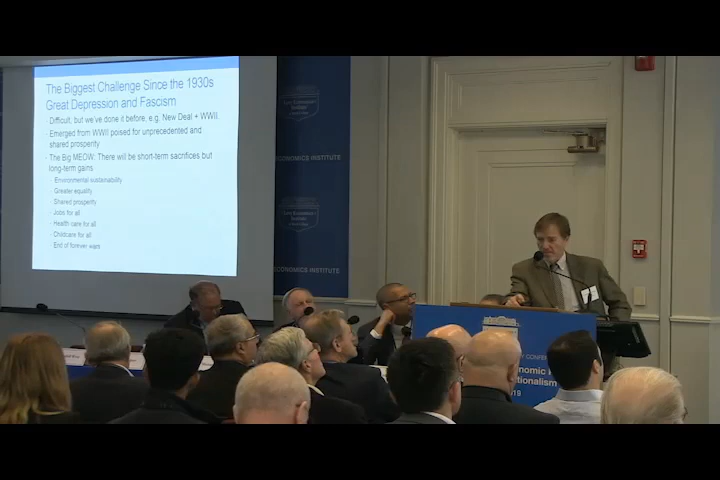 The Biggest Challenge Since the 1930s
Great Depression and Fascism
Difficult, but we've done it before, e.g. New Deal + WWII.
Emerged from WWII poised for unprecedented and
shared prosperity
The Big MEOW: There will be short-term sacrifices but
long-term gains
Environmental sustainability
Greater equality
Shared prosperity
Jobs for all
Health care for all
Childcare for all
End of forever wars
ECONOMICS INSTITUTE
Levy Economics
Institute
ECONOMICS INSTITUTE